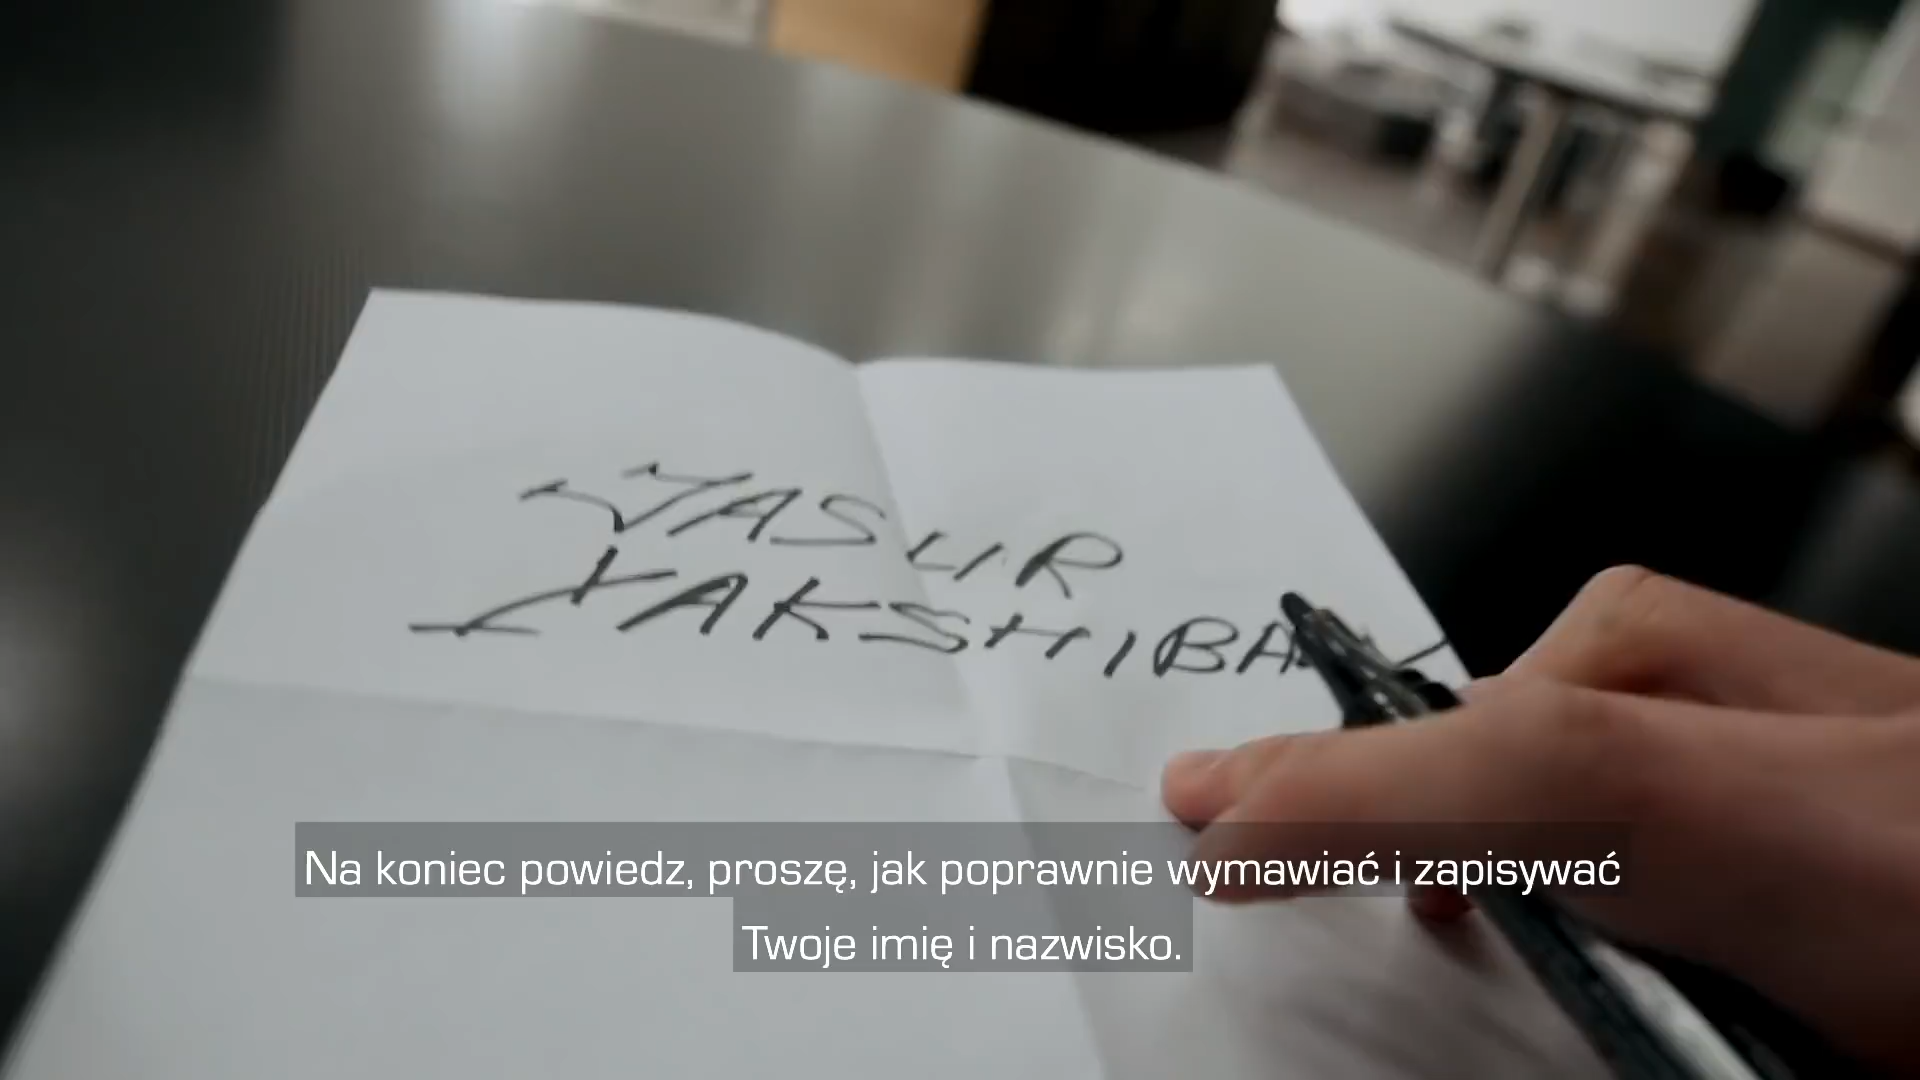 JASUR
YAKSHIBA
Na koniec powiedz, proszę, jak poprawnie wymawiać i zapisywać
Twoje imię i nazwisko.